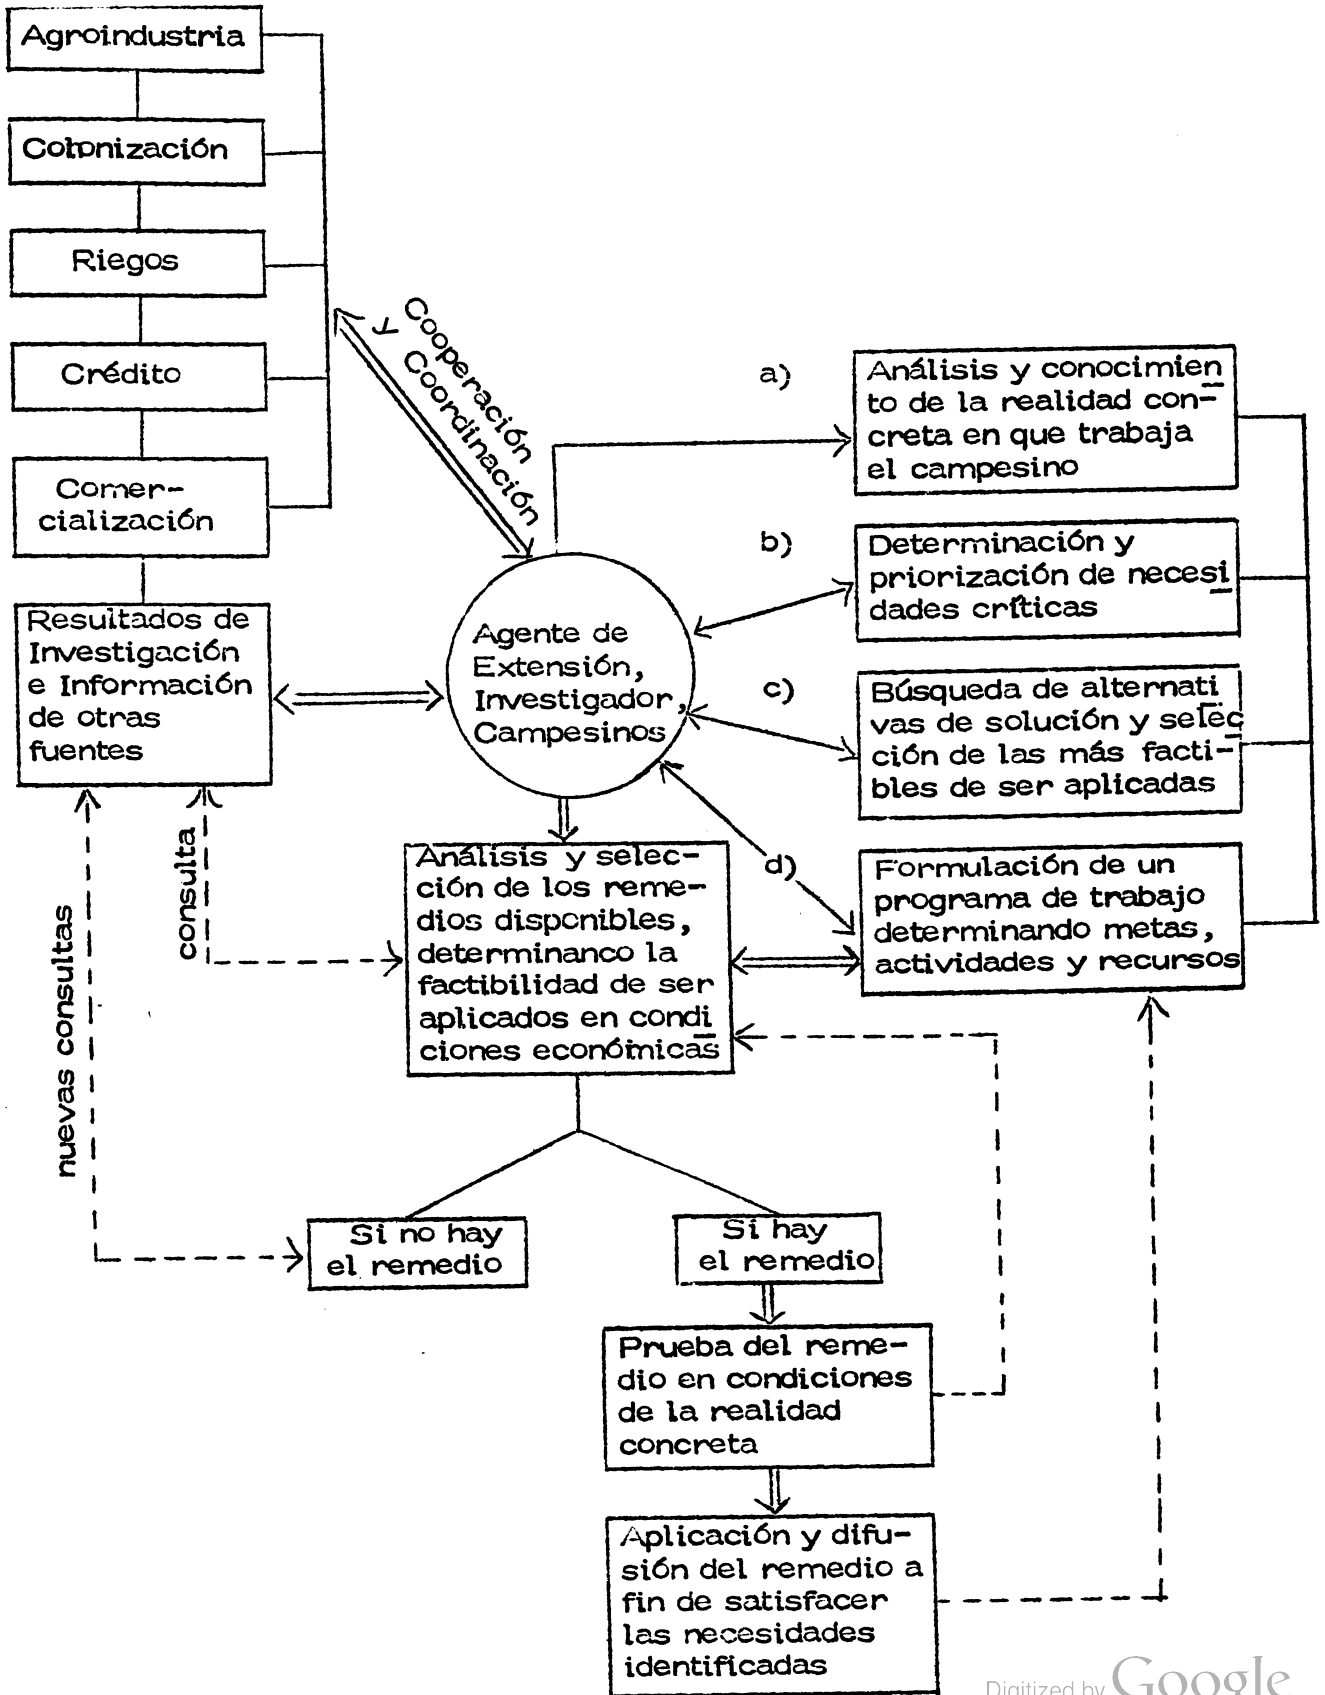 Agroindustria
Colonización
Riegos
Crédito
Comer-
cialización
Resultados de
Investigación
e Información
de otras
fuentes
Cooperación
y Coordinación
Agente de
Extensión,
Investigador,
Campesinos
a)
Análisis y conocimien
to de la realidad con-
creta en que trabaja
el campesino
b)
Determinación y
priorización de necesi
dades críticas
c)
Búsqueda de alternati
vas de solución y selec
ción de las más facti-
bles de ser aplicadas
d)
Formulación de un
programa de trabajo
determinando metas,
actividades y recursos
consulta
nuevas consultas
Análisis y selec-
ción de los reme-
dios dispcnibles,
determinanco la
factibilidad de ser
aplicados en condi
ciones económicas
Si no hay
el remedio
Si hay
el remedio
Prueba del reme-
dio en condiciones
de la realidad
concreta
Aplicación y difu-
sión del remedio a
fin de satisfacer
las necesidades
identificadas
Digitized by Google